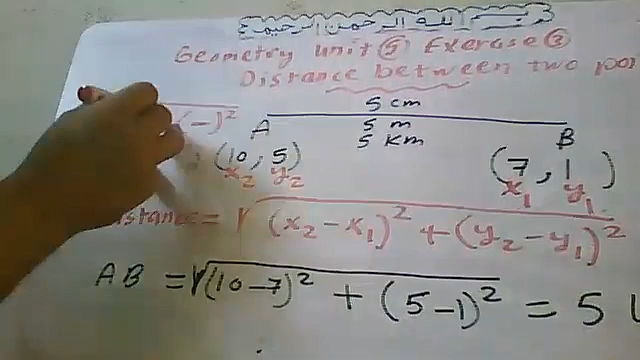 بسم الله الرحمن الرحيم
Geometry unit ⑤ Exercise ③
Distance between two poi
(-)² A 5 cm
5 m B
5 Km
(10, 5) (7, 1)
x₂ y₂ x₁ y₁
istance = √(x₂-x₁)² + (y₂-y₁)²
AB = √(10-7)² + (5-1)² = 5 U